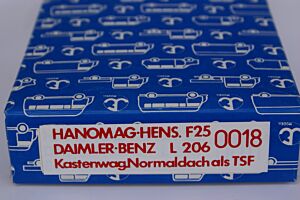 HANOMAG-HENS. F25 0018
DAIMLER-BENZ L 206
Kastenwag.Normaldach als TSF